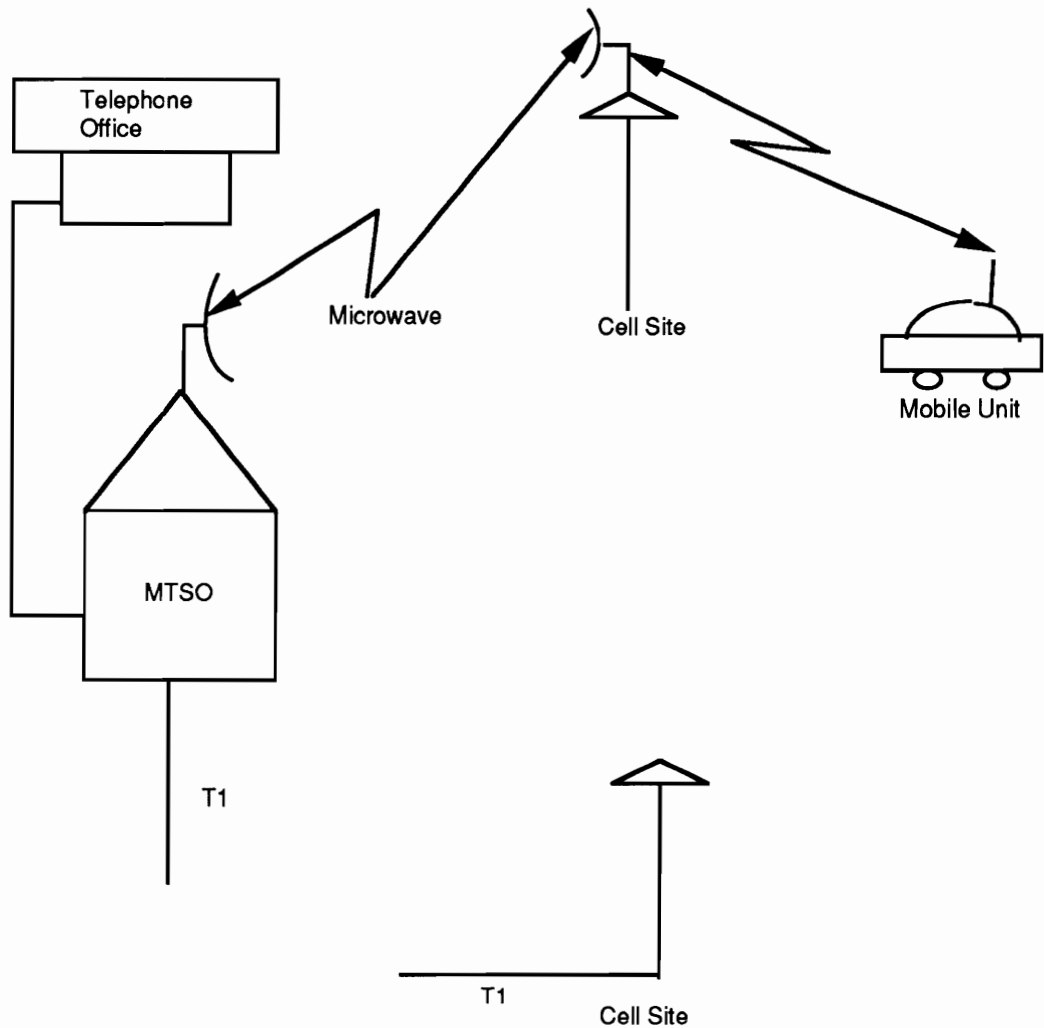 Telephone
Office
Microwave
Cell Site
Mobile Unit
MTSO
T1
T1
Cell Site